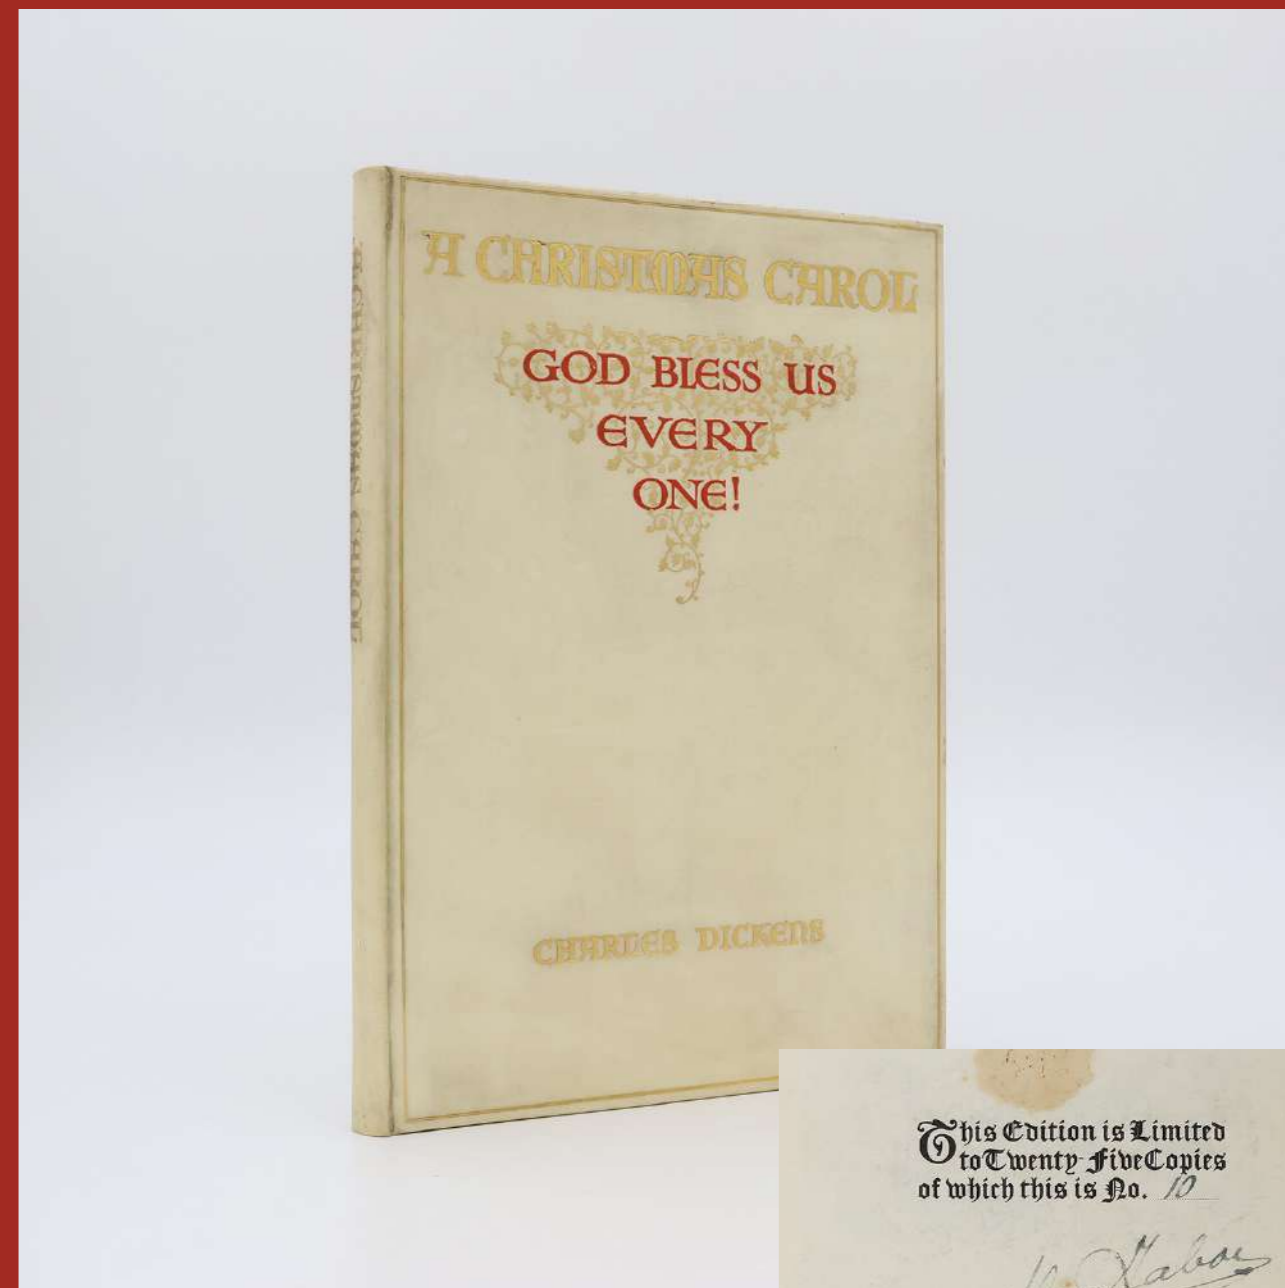 A CHRISTMAS CAROL
A CHRISTMAS CAROL
GOD BLESS US
EVERY
ONE!
CHARLES DICKENS
This Edition is Limited
to Twenty-Five Copies
of which this is No. 10